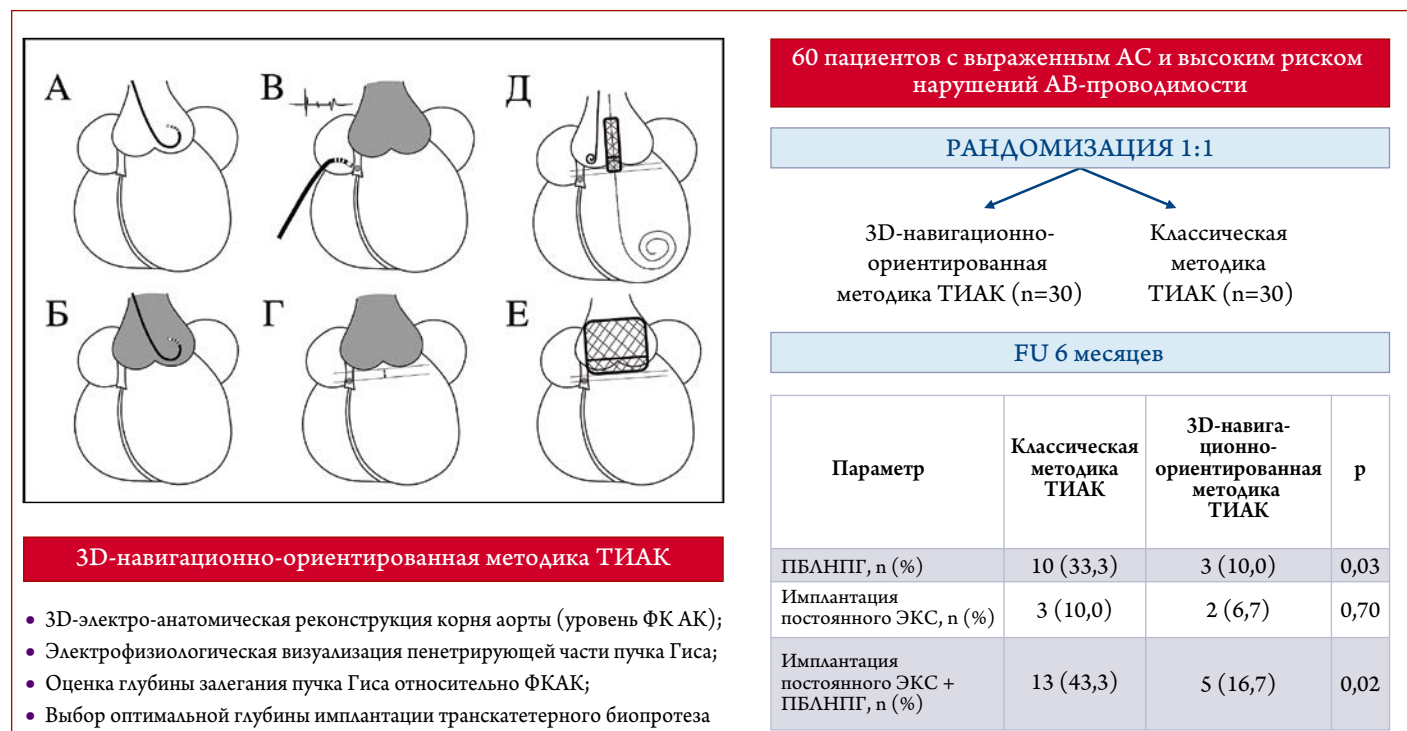 А
В
Д
Б
Г
Е
3D-навигационно-ориентированная методика ТИАК
• 3D-электро-анатомическая реконструкция корня аорты (уровень ФК АК);
• Электрофизиологическая визуализация пенетрирующей части пучка Гиса;
• Оценка глубины залегания пучка Гиса относительно ФКАК;
• Выбор оптимальной глубины имплантации транскатетерного биопротеза
60 пациентов с выраженным АС и высоким риском
нарушений АВ-проводимости
РАНДОМИЗАЦИЯ 1:1
3D-навигационно-
ориентированная
методика ТИАК (n=30)
Классическая
методика
ТИАК (n=30)
FU 6 месяцев
Параметр
Классическая
методика
ТИАК
3D-навига-
ционно-
ориентированная
методика
ТИАК
p
ПБЛНПГ, n (%) 10 (33,3) 3 (10,0) 0,03
Имплантация
постоянного ЭКС, n (%) 3 (10,0) 2 (6,7) 0,70
Имплантация
постоянного ЭКС +
ПБЛНПГ, n (%) 13 (43,3) 5 (16,7) 0,02